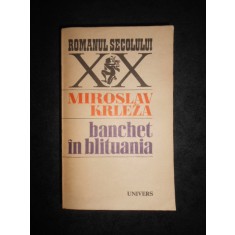 ROMANUL SECOLULUI
XX
MIROSLAV
KRLEŽA
banchet
în blituania
UNIVERS